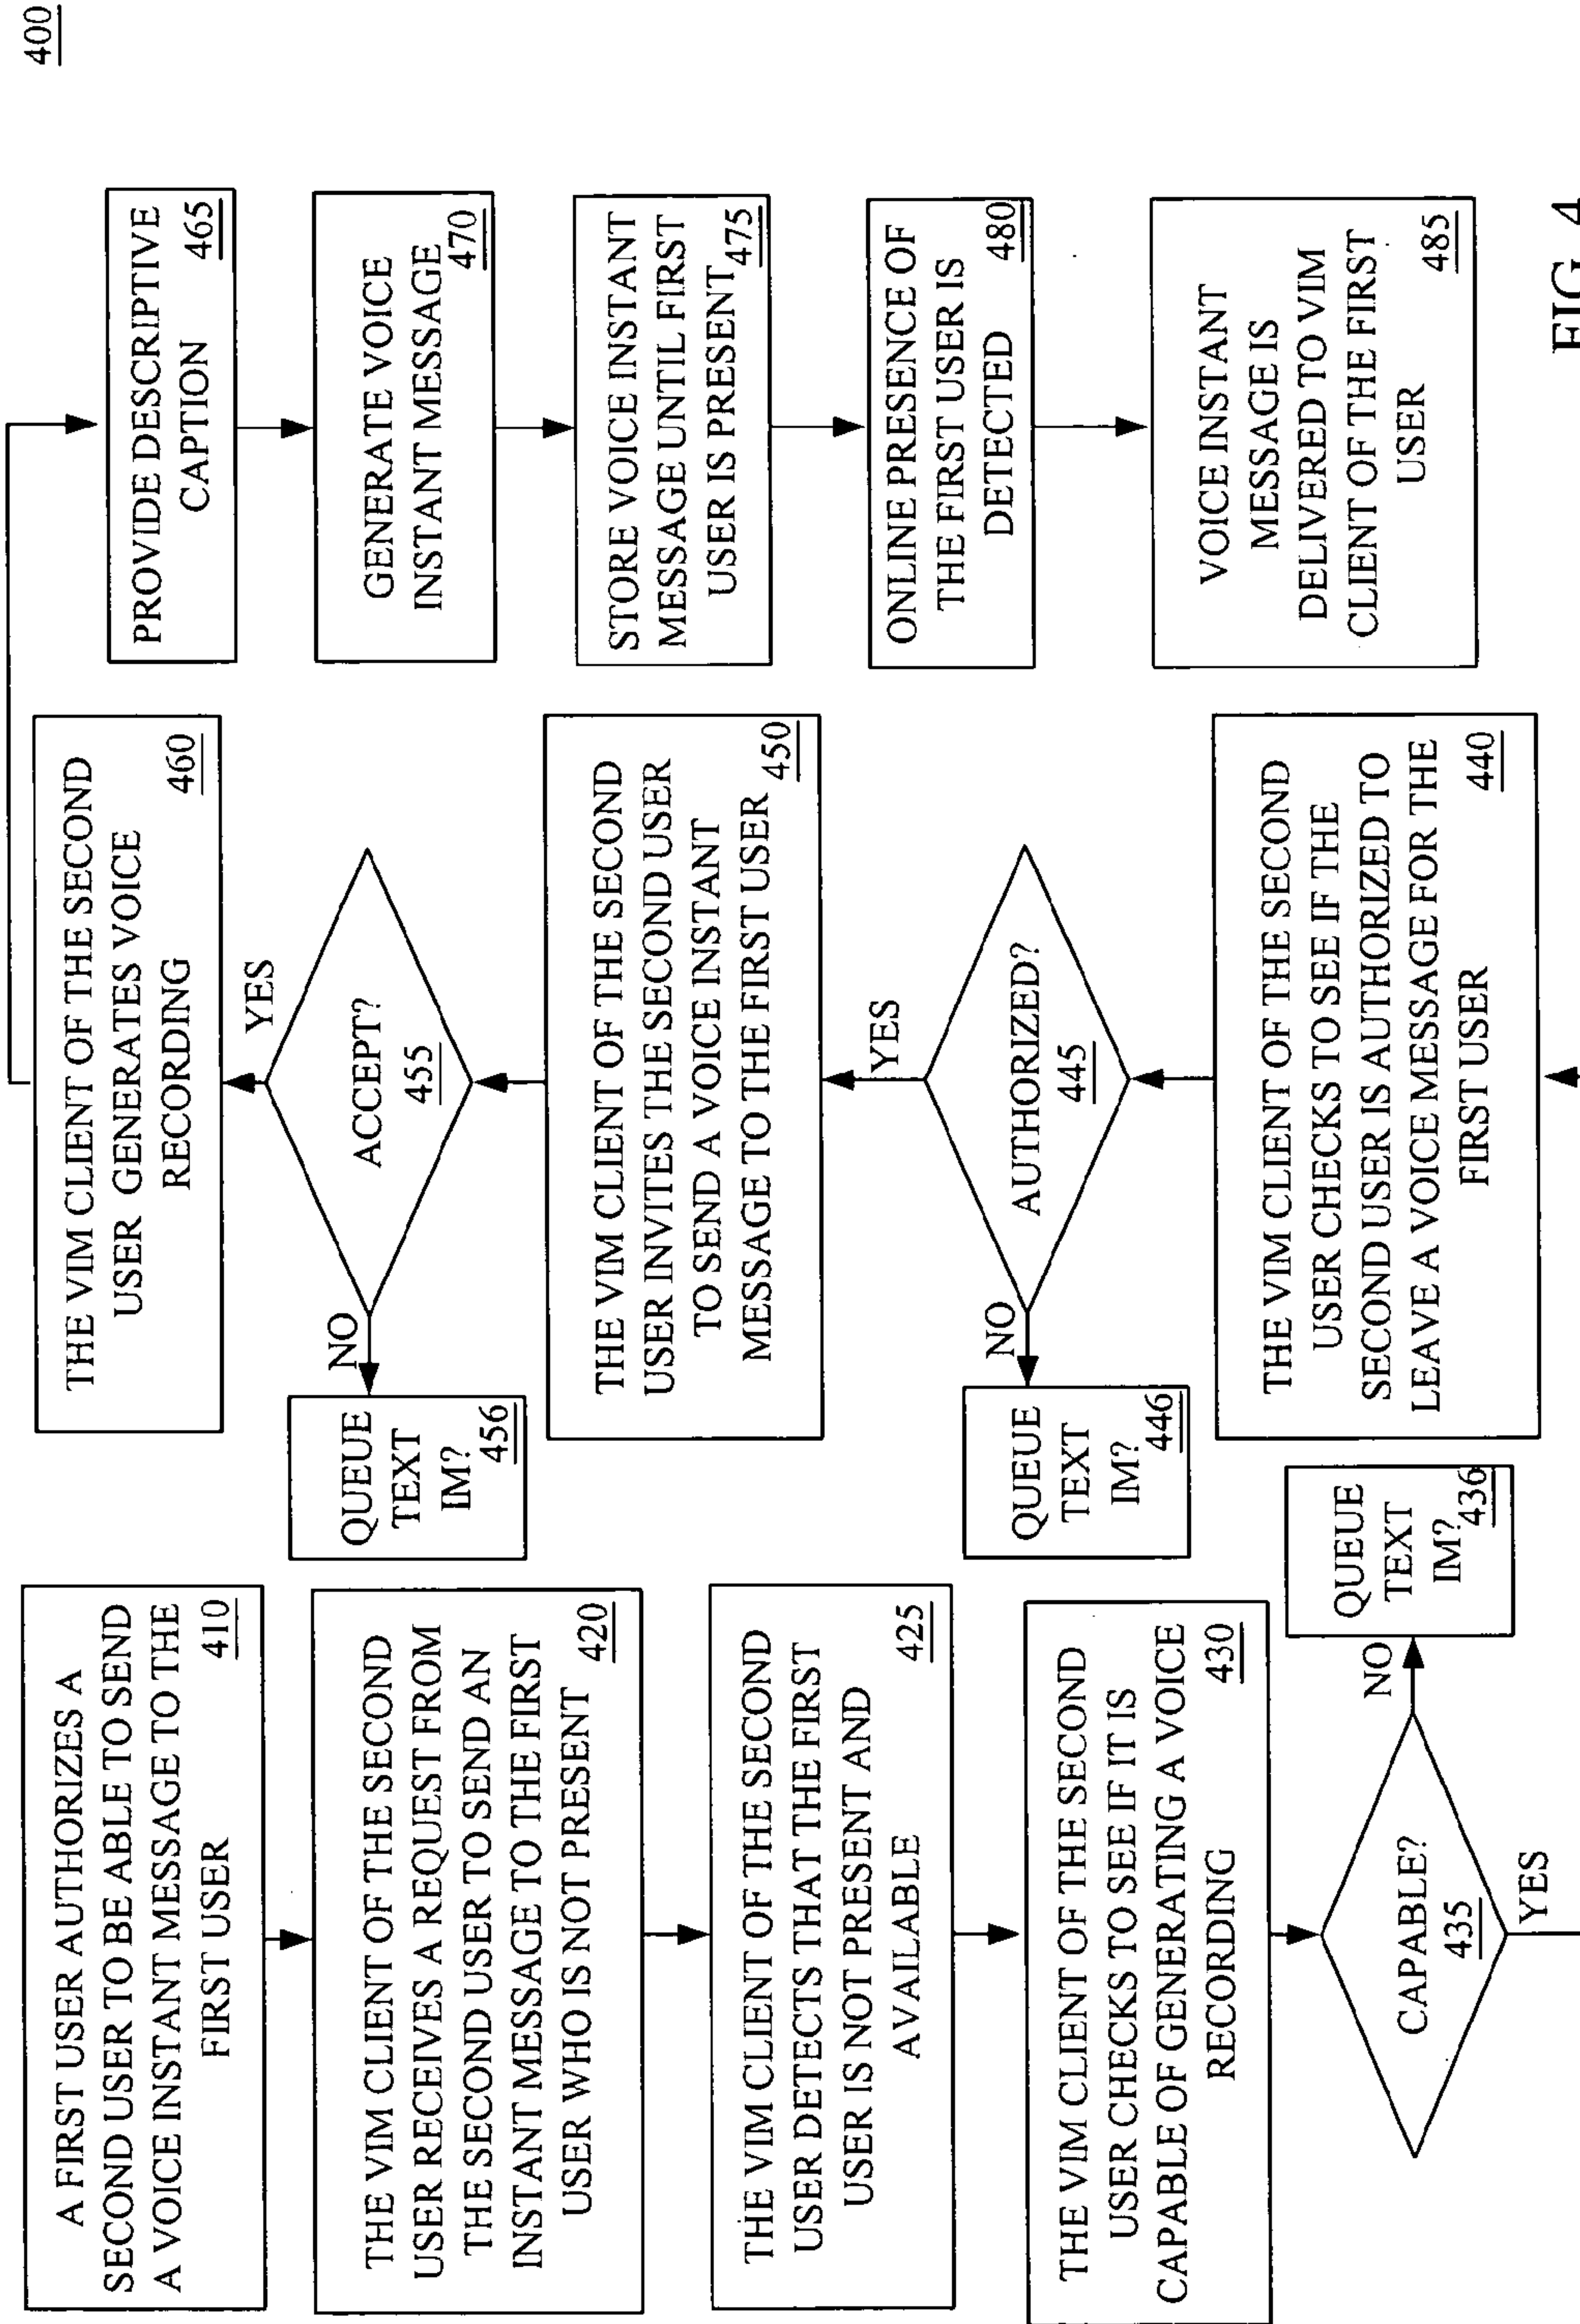 400
A FIRST USER AUTHORIZES A
SECOND USER TO BE ABLE TO SEND
A VOICE INSTANT MESSAGE TO THE
FIRST USER
410
THE VIM CLIENT OF THE SECOND
USER RECEIVES A REQUEST FROM
THE SECOND USER TO SEND AN
INSTANT MESSAGE TO THE FIRST
USER WHO IS NOT PRESENT
420
THE VIM CLIENT OF THE SECOND
USER DETECTS THAT THE FIRST
USER IS NOT PRESENT AND
AVAILABLE
425
THE VIM CLIENT OF THE SECOND
USER CHECKS TO SEE IF IT IS
CAPABLE OF GENERATING A VOICE
RECORDING
430
CAPABLE?
435
NO
QUEUE
TEXT
IM?
436
YES
THE VIM CLIENT OF THE SECOND
USER CHECKS TO SEE IF THE
SECOND USER IS AUTHORIZED TO
LEAVE A VOICE MESSAGE FOR THE
FIRST USER
440
AUTHORIZED?
445
NO
QUEUE
TEXT
IM?
446
YES
THE VIM CLIENT OF THE SECOND
USER INVITES THE SECOND USER
TO SEND A VOICE INSTANT
MESSAGE TO THE FIRST USER
450
ACCEPT?
455
NO
QUEUE
TEXT
IM?
456
YES
THE VIM CLIENT OF THE SECOND
USER GENERATES VOICE
RECORDING
460
PROVIDE DESCRIPTIVE
CAPTION
465
GENERATE VOICE
INSTANT MESSAGE
470
STORE VOICE INSTANT
MESSAGE UNTIL FIRST
USER IS PRESENT
475
ONLINE PRESENCE OF
THE FIRST USER IS
DETECTED
480
VOICE INSTANT
MESSAGE IS
DELIVERED TO VIM
CLIENT OF THE FIRST
USER
485
FIG. 4